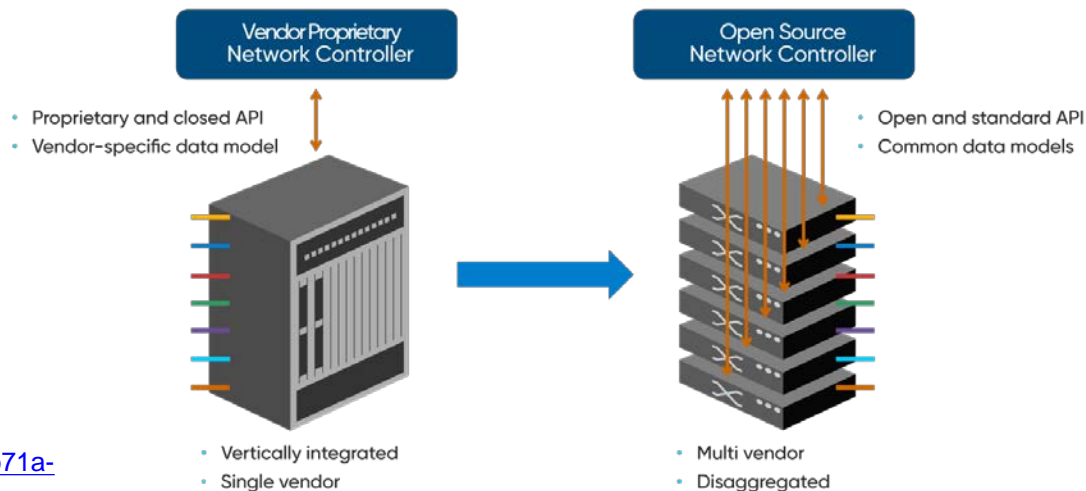 Vendor Proprietary
Network Controller
Open Source
Network Controller
• Proprietary and closed API
• Vendor-specific data model
• Open and standard API
• Common data models
71a-
• Vertically integrated
• Single vendor
• Multi vendor
• Disaggregated